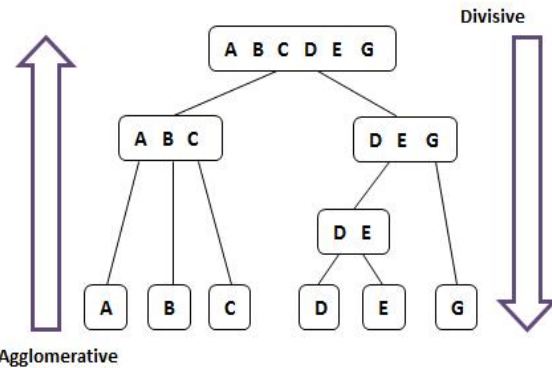 Divisive
A B C D E G
A B C
D E G
D E
A
B
C
D
E
G
Agglomerative